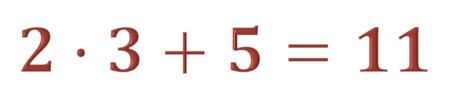 2 · 3 + 5 = 11